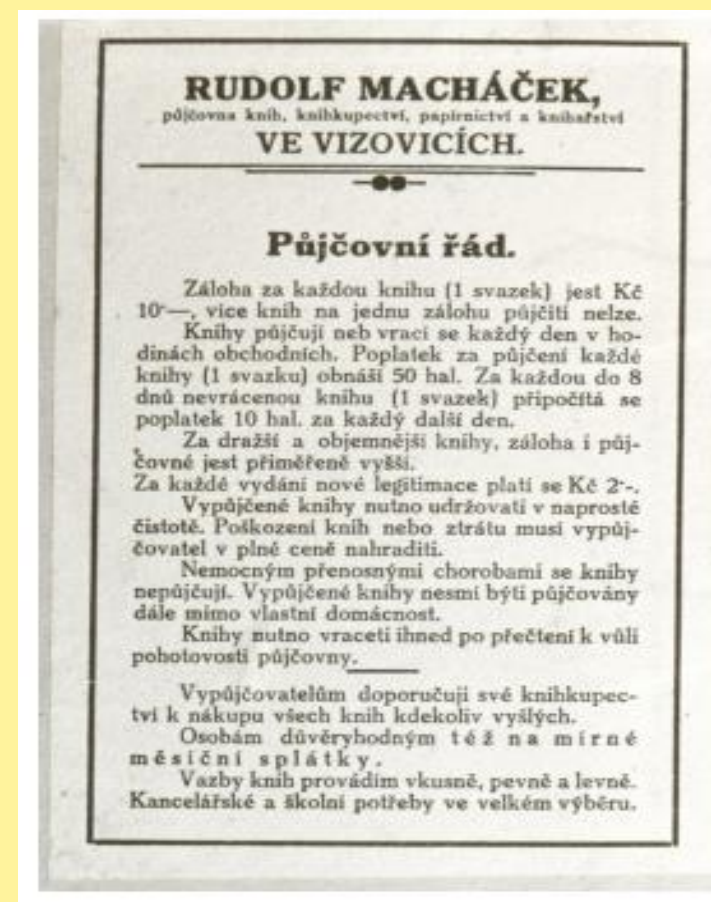 RUDOLF MACHÁČEK,
půjčovna knih, knihkupectví, papírnictví a knihařství
VE VIZOVICÍCH.
Půjčovní řád.
Záloha za každou knihu (1 svazek) jest Kč
10·—, více knih na jednu zálohu půjčiti nelze.
Knihy půjčují neb vrací se každý den v ho-
dinách obchodních. Poplatek za půjčení každé
knihy (1 svazku) obnáší 50 hal. Za každou do 8
dnů nevrácenou knihu (1 svazek) připočítá se
poplatek 10 hal. za každý další den.
Za dražší a objemnější knihy, záloha i půj-
čovné jest přiměřeně vyšší.
Za každé vydání nové legitimace platí se Kč 2·-.
Vypůjčené knihy nutno udržovati v naprosté
čistotě. Poškození knih nebo ztrátu musí vypůj-
čovatel v plné ceně nahraditi.
Nemocným přenosnými chorobami se knihy
nepůjčují. Vypůjčené knihy nesmí býti půjčovány
dále mimo vlastní domácnost.
Knihy nutno vraceti ihned po přečtení k vůli
pohotovosti půjčovny.
Vypůjčovatelům doporučuji své knihkupec-
tví k nákupu všech knih kdekoliv vyšlých.
Osobám důvěryhodným též na mírné
měsíční splátky.
Vazby knih provádím vkusně, pevně a levně.
Kancelářské a školní potřeby ve velkém výběru.